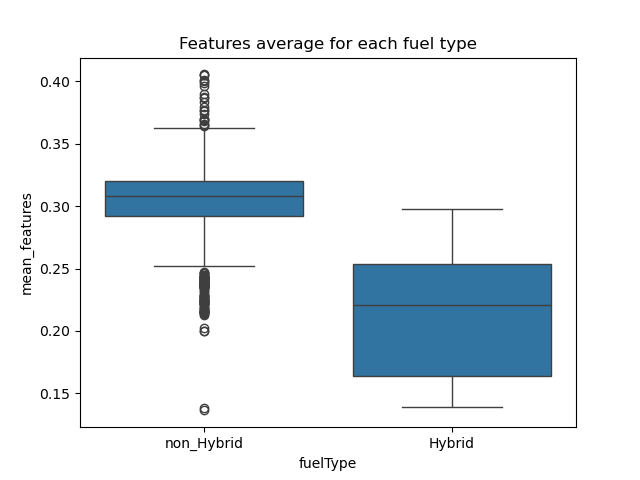 Features average for each fuel type
mean_features
0.40
0.35
0.30
0.25
0.20
0.15
non_Hybrid
Hybrid
fuelType